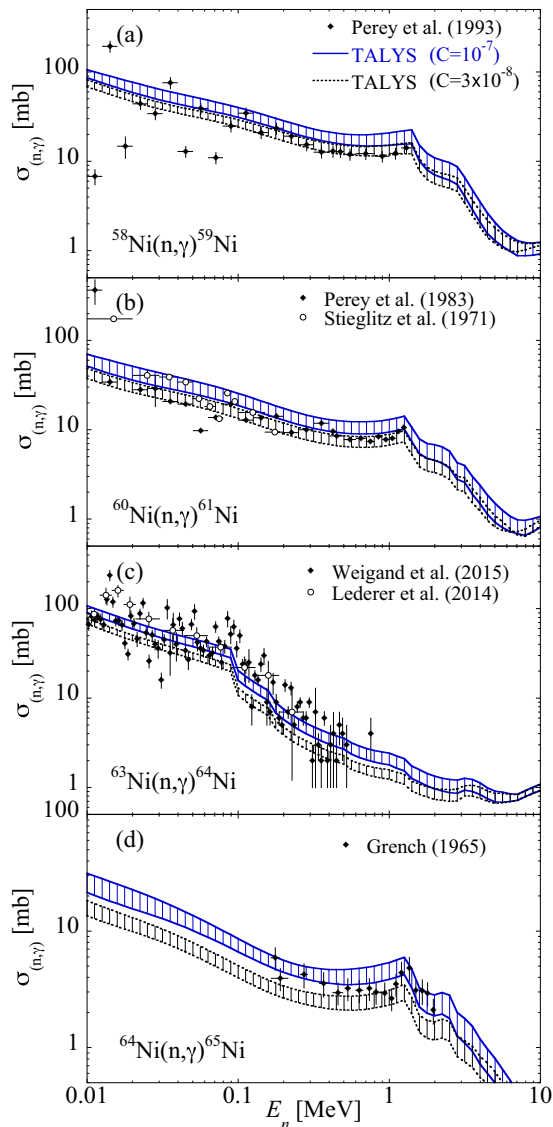 (a)
Perey et al. (1993)
TALYS (C=10⁻⁷)
TALYS (C=3x10⁻⁸)
100
10
1
σ(n,γ) [mb]
⁵⁸Ni(n,γ)⁵⁹Ni
(b)
Perey et al. (1983)
Stieglitz et al. (1971)
100
10
1
σ(n,γ) [mb]
⁶⁰Ni(n,γ)⁶¹Ni
(c)
Weigand et al. (2015)
Lederer et al. (2014)
100
10
1
σ(n,γ) [mb]
⁶³Ni(n,γ)⁶⁴Ni
100
(d)
Grench (1965)
10
1
σ(n,γ) [mb]
⁶⁴Ni(n,γ)⁶⁵Ni
0.01 0.1 1 10
Eₙ [MeV]